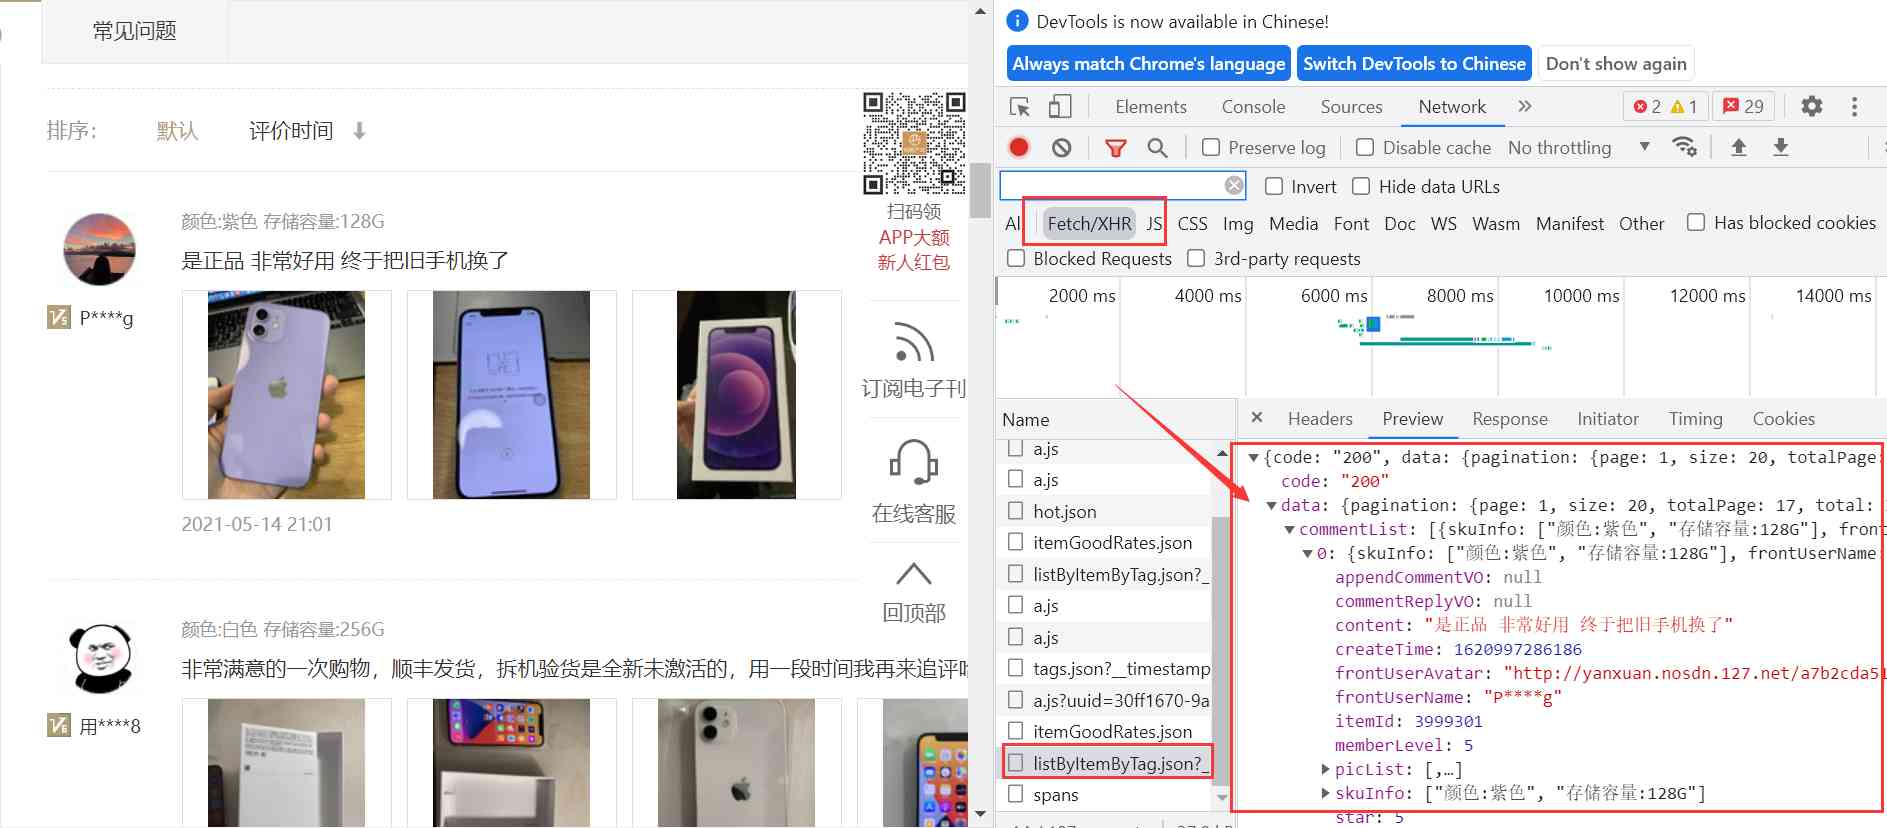 常见问题
排序：
默认
评价时间
扫码领
APP大额
新人红包
颜色:紫色 存储容量:128G
是正品 非常好用 终于把旧手机换了
V5 P****g
2021-05-14 21:01
订阅电子刊
在线客服
回顶部
颜色:白色 存储容量:256G
非常满意的一次购物，顺丰发货，拆机验货是全新未激活的，用一段时间我再来追评哈
V6 用****8
DevTools is now available in Chinese!
Always match Chrome's language
Switch DevTools to Chinese
Don't show again
Elements Console Sources Network » 2 1 29
Preserve log Disable cache No throttling
Invert Hide data URLs
Al Fetch/XHR JS CSS Img Media Font Doc WS Wasm Manifest Other Has blocked cookies
Blocked Requests 3rd-party requests
2000 ms 4000 ms 6000 ms 8000 ms 10000 ms 12000 ms 14000 ms
Name
a.js
a.js
hot.json
itemGoodRates.json
listByItemByTag.json?_
a.js
a.js
tags.json?__timestamp
a.js?uuid=30ff1670-9a
itemGoodRates.json
listByItemByTag.json?_
spans
Headers Preview Response Initiator Timing Cookies
{code: "200", data: {pagination: {page: 1, size: 20, totalPage:
code: "200"
data: {pagination: {page: 1, size: 20, totalPage: 17, total:
commentList: [{skuInfo: ["颜色:紫色", "存储容量:128G"], fron
0: {skuInfo: ["颜色:紫色", "存储容量:128G"], frontUserName:
appendCommentVO: null
commentReplyVO: null
content: "是正品 非常好用 终于把旧手机换了"
createTime: 1620997286186
frontUserAvatar: "http://yanxuan.nosdn.127.net/a7b2cda51
frontUserName: "P****g"
itemId: 3999301
memberLevel: 5
picList: [,…]
skuInfo: ["颜色:紫色", "存储容量:128G"]
star: 5